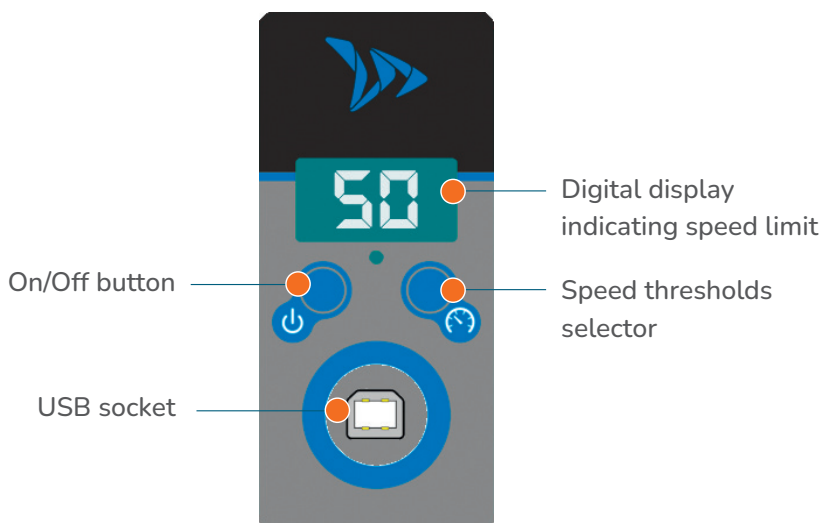 50
Digital display
indicating speed limit
On/Off button
Speed thresholds
selector
USB socket